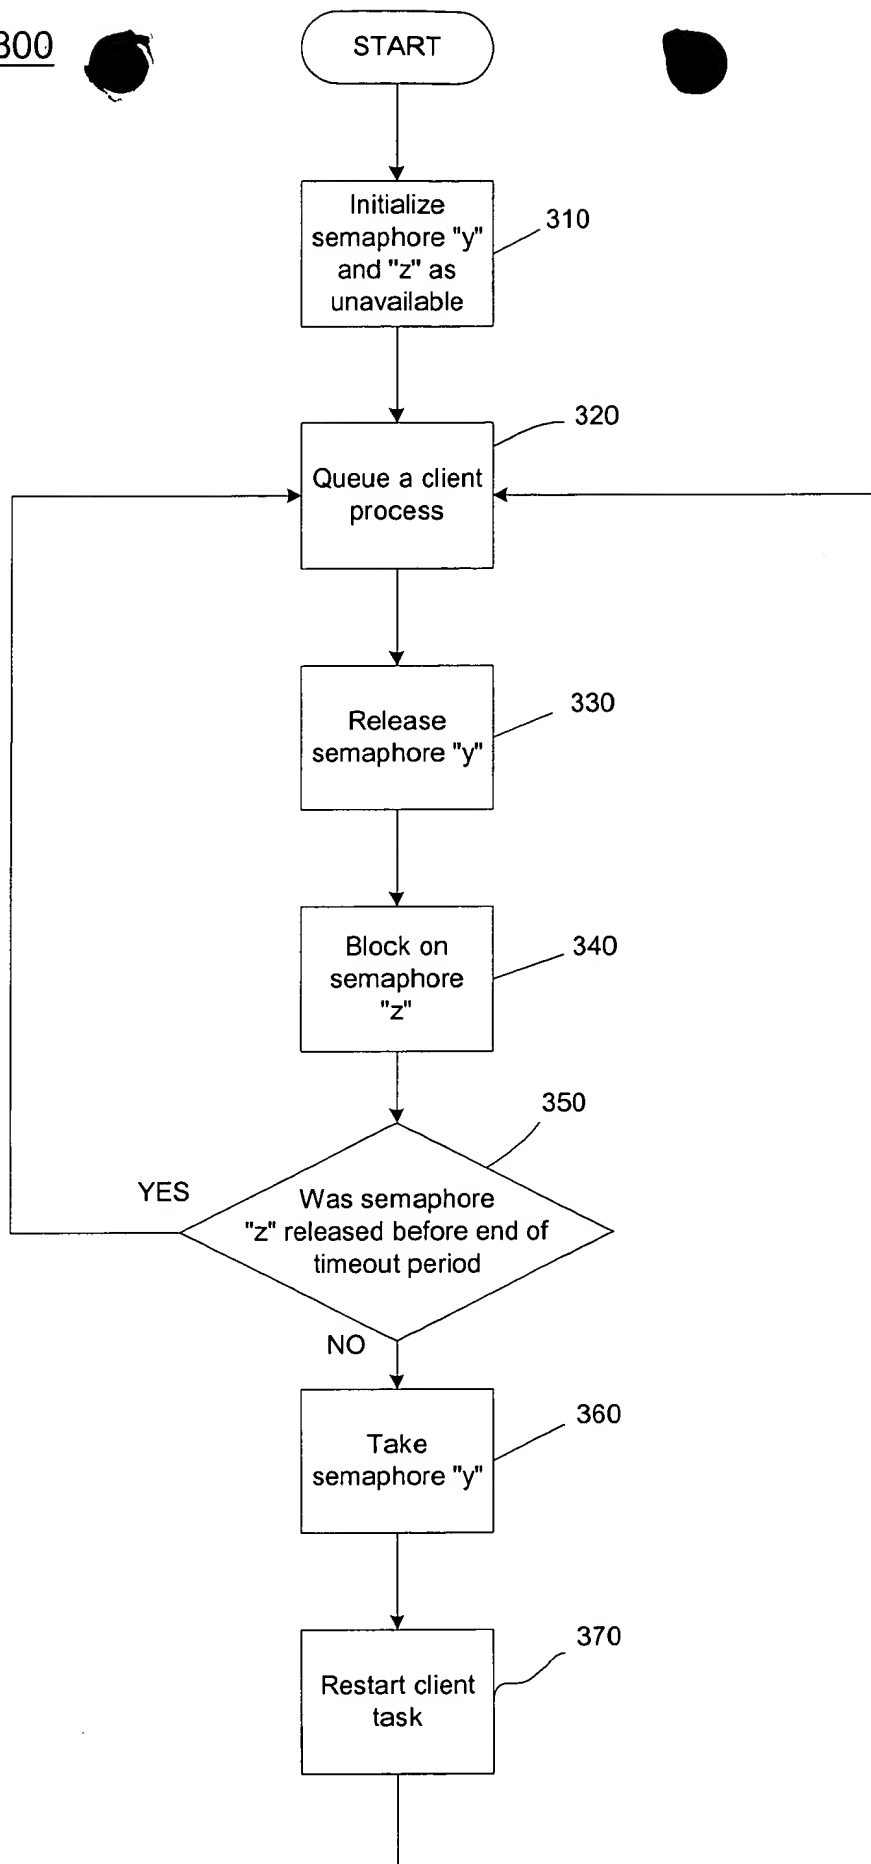 300
START
Initialize
semaphore "y"
and "z" as
unavailable
310
320
Queue a client
process
330
Release
semaphore "y"
340
Block on
semaphore
"z"
350
YES
Was semaphore
"z" released before end of
timeout period
NO
360
Take
semaphore "y"
370
Restart client
task